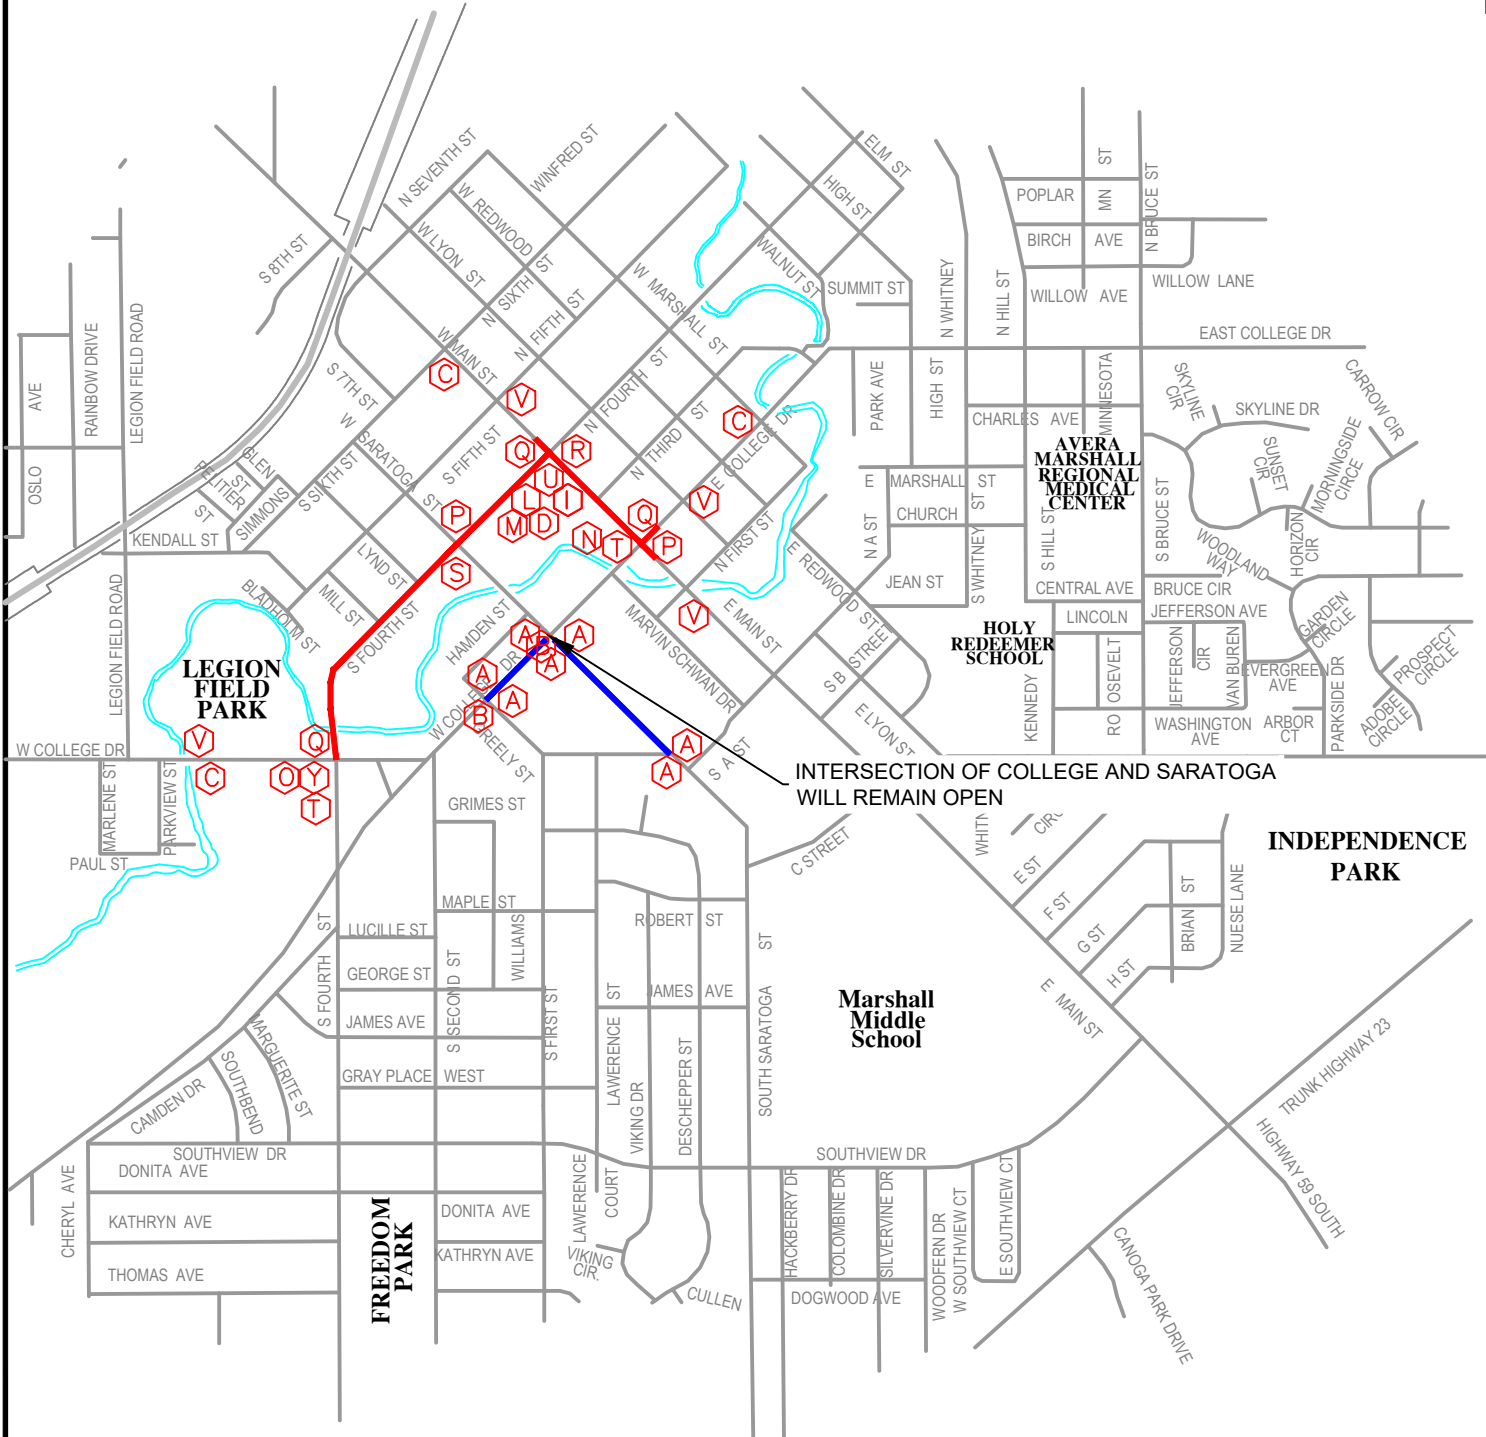 ELM ST
WINFRED ST
N SEVENTH ST
HIGH ST
POPLAR
MN ST
N BRUCE ST
W REDWOOD ST
W LYON ST
BIRCH AVE
S 8TH ST
WALNUT ST
SUMMIT ST
N WHITNEY
N HILL ST
WILLOW AVE
WILLOW LANE
N SIXTH ST
N FIFTH ST
W MARSHALL ST
EAST COLLEGE DR
LEGION FIELD ROAD
RAINBOW DRIVE
OSLO AVE
W MAIN ST
C
V
S 7TH ST
N FOURTH ST
N THIRD ST
E COLLEGE DR
C
PARK AVE
HIGH ST
CHARLES AVE
MINNESOTA
SKYLINE
CIR
SKYLINE DR
CARROW CIR
SUNSET
CIR
MORNINGSIDE
CIRCE
W SARATOGA ST
S FIFTH ST
S SIXTH ST
Q
R
U
L
I
M
D
P
S
N
T
Q
P
V
AVERA
MARSHALL
REGIONAL
MEDICAL
CENTER
GLEN
ST
PELTIER
ST
SIMMONS
KENDALL ST
E MARSHALL ST
CHURCH
N A ST
S WHITNEY ST
S HILL ST
S BRUCE ST
WOODLAND
WAY
HORIZON
CIR
N FIRST ST
E REDWOOD ST
JEAN ST
CENTRAL AVE
BRUCE CIR
LINCOLN
JEFFERSON AVE
LYND ST
MILL ST
BLADHOLM ST
S FOURTH ST
HAMDEN ST
MARVIN SCHWAN DR
E MAIN ST
V
S B STREET
E LYON ST
S A ST
HOLY
REDEEMER
SCHOOL
KENNEDY
RO OSEVELT
JEFFERSON
CIR
VAN BUREN
GARDEN
CIRCLE
EVERGREEN
AVE
PROSPECT
CIRCLE
ADOBE
CIRCLE
PARKSIDE DR
WASHINGTON
AVE
ARBOR
CT
LEGION FIELD ROAD
LEGION
FIELD
PARK
A
B
A
A
A
A
B
A
A
W COLLEGE DR
GREELY ST
W COLLEGE DR
V
C
Q
O
Y
T
MARLENE ST
PARKVIEW ST
PAUL ST
INTERSECTION OF COLLEGE AND SARATOGA
WILL REMAIN OPEN
GRIMES ST
C STREET
WHITN
CIRC
E ST
F ST
G ST
H ST
BRIAN ST
NUESE LANE
INDEPENDENCE
PARK
MAPLE ST
WILLIAMS
ROBERT ST
LUCILLE ST
GEORGE ST
JAMES AVE
S FOURTH ST
S SECOND ST
S FIRST ST
JAMES AVE
LAWERENCE ST
VIKING DR
DESCHEPPER ST
SOUTH SARATOGA ST
Marshall
Middle
School
E MAIN ST
TRUNK HIGHWAY 23
HIGHWAY 59 SOUTH
GRAY PLACE WEST
MARGUERITE ST
SOUTHBEND
CAMDEN DR
SOUTHVIEW DR
SOUTHVIEW DR
DONITA AVE
CHERYL AVE
KATHRYN AVE
THOMAS AVE
FREEDOM
PARK
DONITA AVE
KATHRYN AVE
LAWERENCE
COURT
VIKING
CIR.
CULLEN
HACKBERRY DR
COLOMBINE DR
SILVERVINE DR
DOGWOOD AVE
WOODFERN DR
W SOUTHVIEW CT
E SOUTHVIEW CT
CANOGA PARK DRIVE